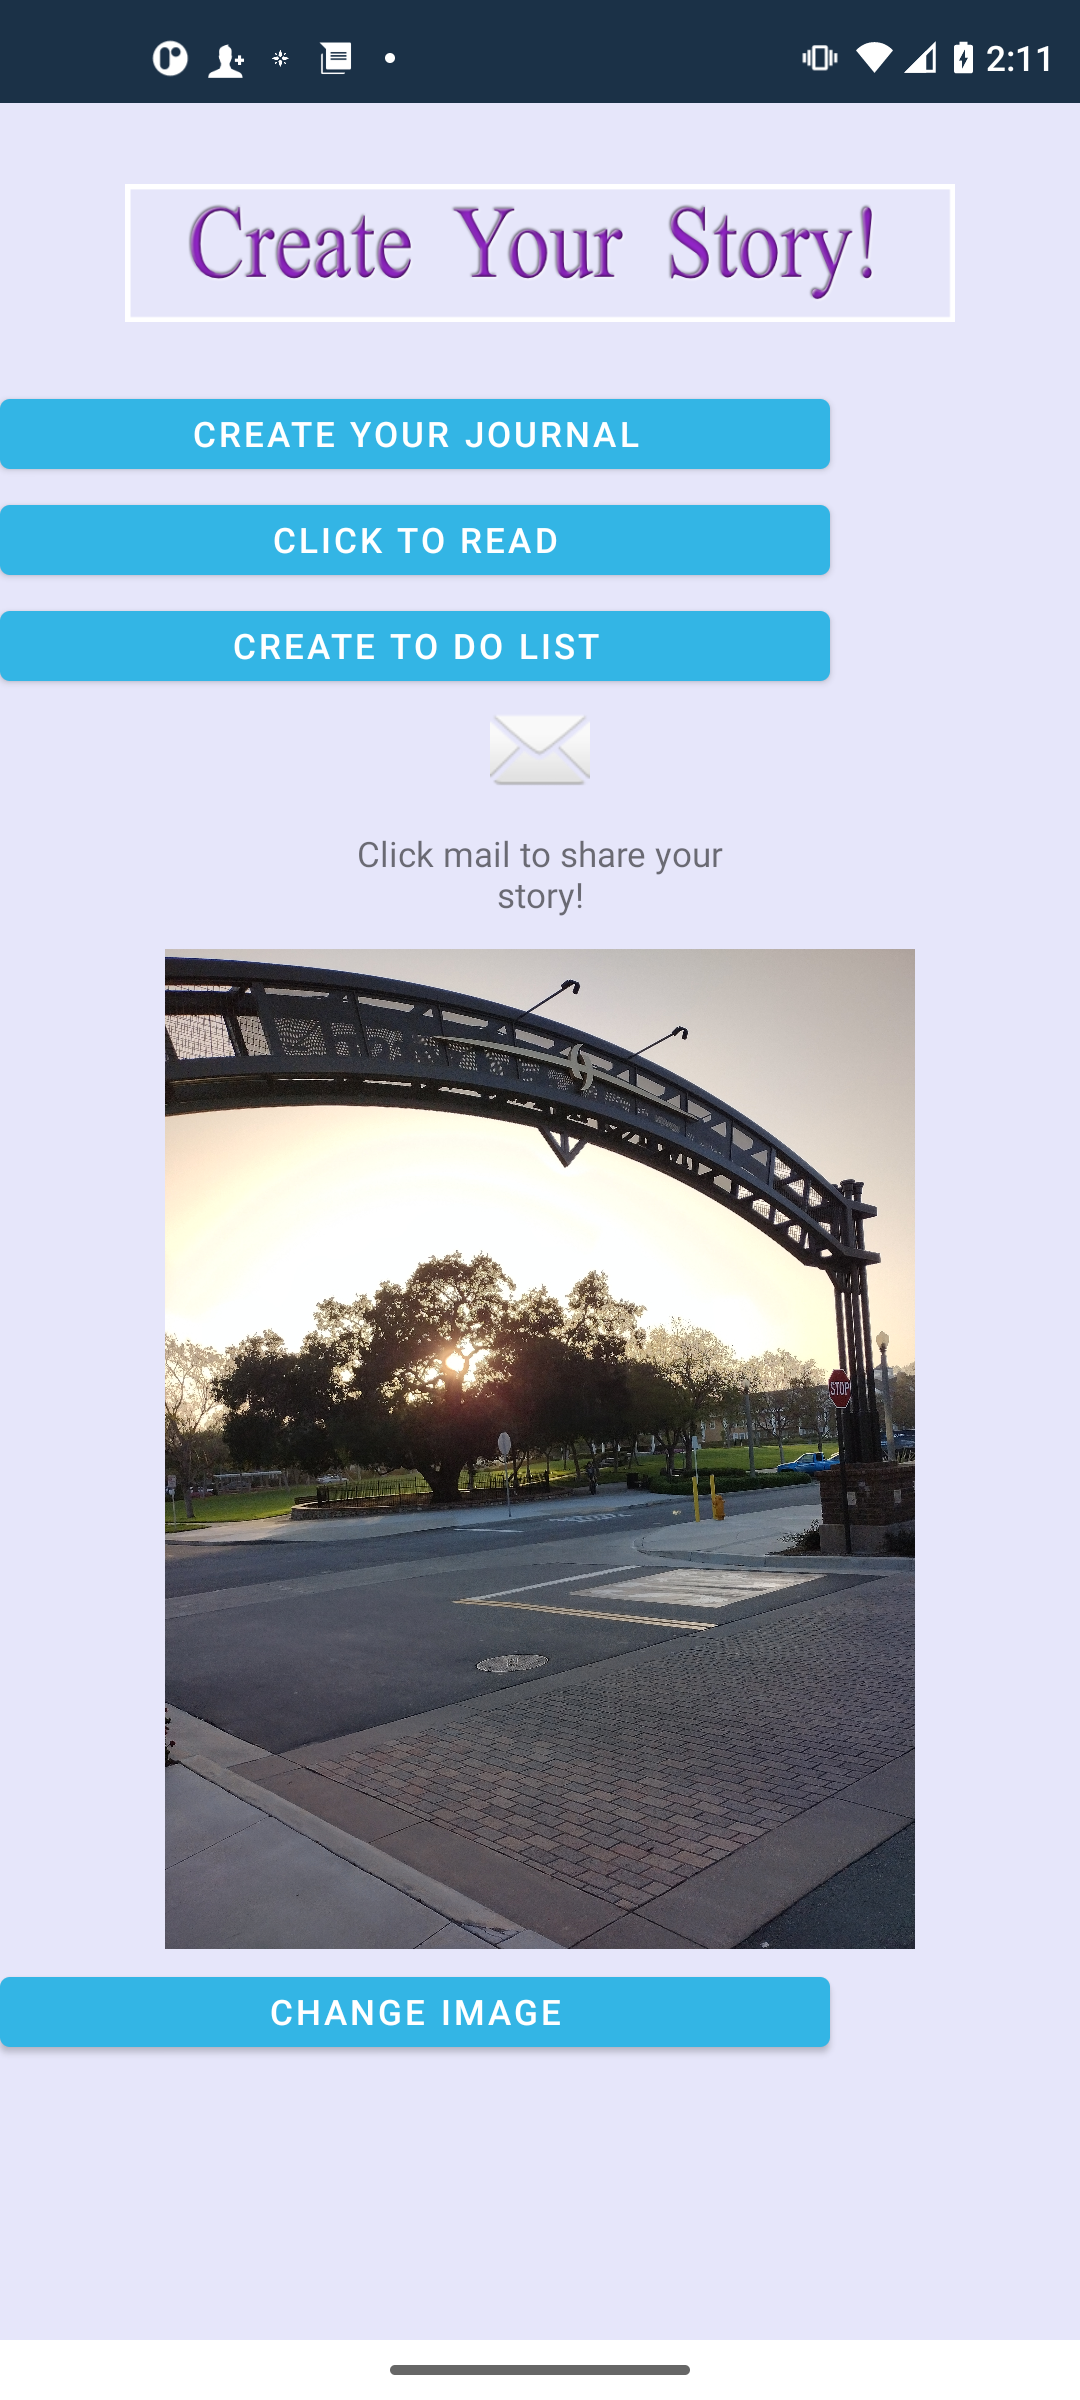 2:11
Create Your Story!
CREATE YOUR JOURNAL
CLICK TO READ
CREATE TO DO LIST
Click mail to share your
story!
STOP
CHANGE IMAGE